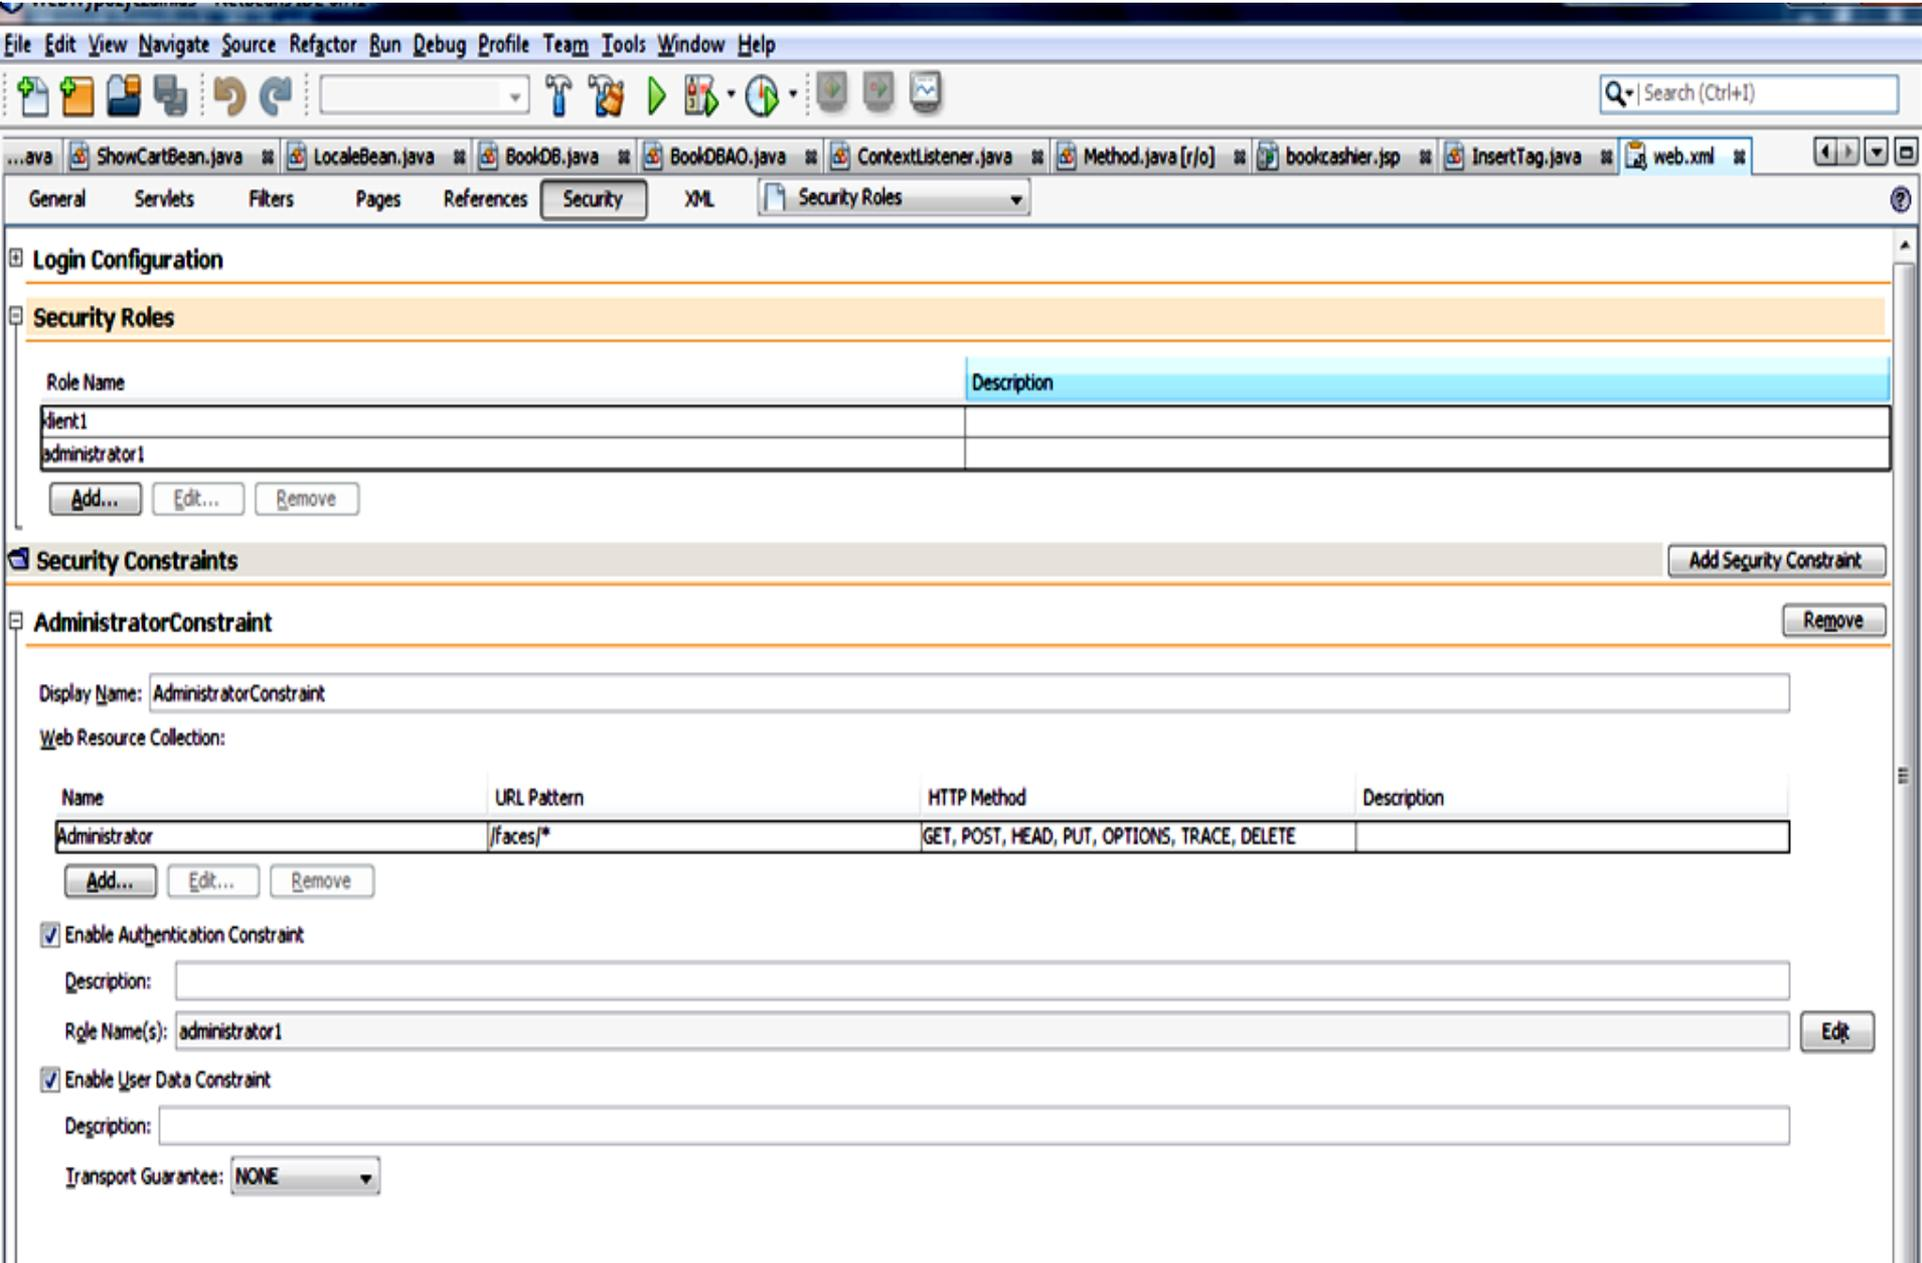 File Edit View Navigate Source Refactor Run Debug Profile Team Tools Window Help
Search (Ctrl+I)
...ava ShowCartBean.java LocaleBean.java BookDB.java BookDBAO.java ContextListener.java Method.java [r/o] bookcashier.jsp InsertTag.java web.xml
General Servlets Filters Pages References Security XML Security Roles
Login Configuration
Security Roles
Role Name Description
klient1
administrator1
Add... Edit... Remove
Security Constraints Add Security Constraint
AdministratorConstraint Remove
Display Name: AdministratorConstraint
Web Resource Collection:
Name URL Pattern HTTP Method Description
Administrator /faces/* GET, POST, HEAD, PUT, OPTIONS, TRACE, DELETE
Add... Edit... Remove
Enable Authentication Constraint
Description:
Role Name(s): administrator1 Edit
Enable User Data Constraint
Description:
Transport Guarantee: NONE